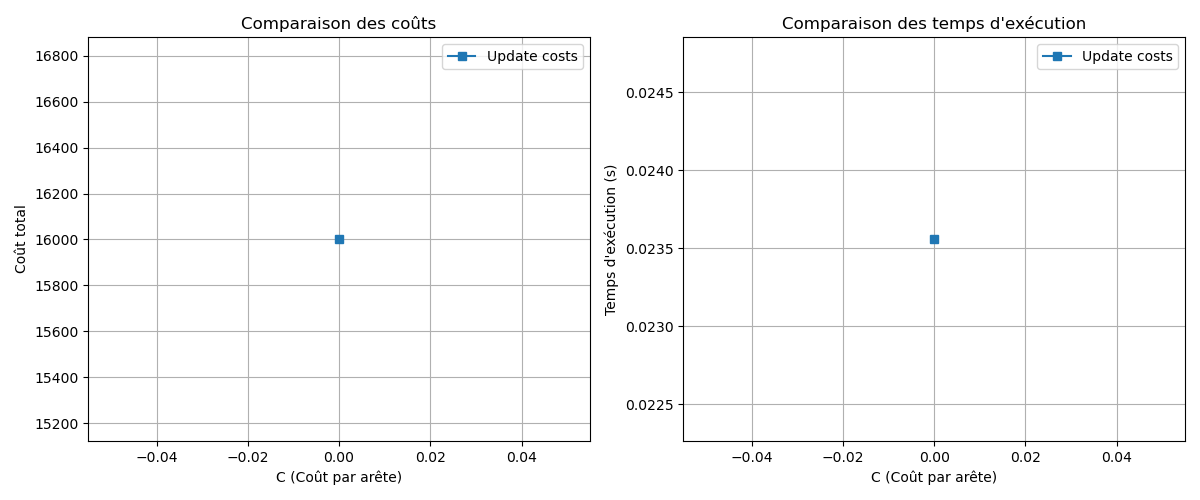 Comparaison des coûts
Update costs
Coût total
16800
16600
16400
16200
16000
15800
15600
15400
15200
−0.04 −0.02 0.00 0.02 0.04
C (Coût par arête)
Comparaison des temps d'exécution
Update costs
Temps d'exécution (s)
0.0245
0.0240
0.0235
0.0230
0.0225
−0.04 −0.02 0.00 0.02 0.04
C (Coût par arête)